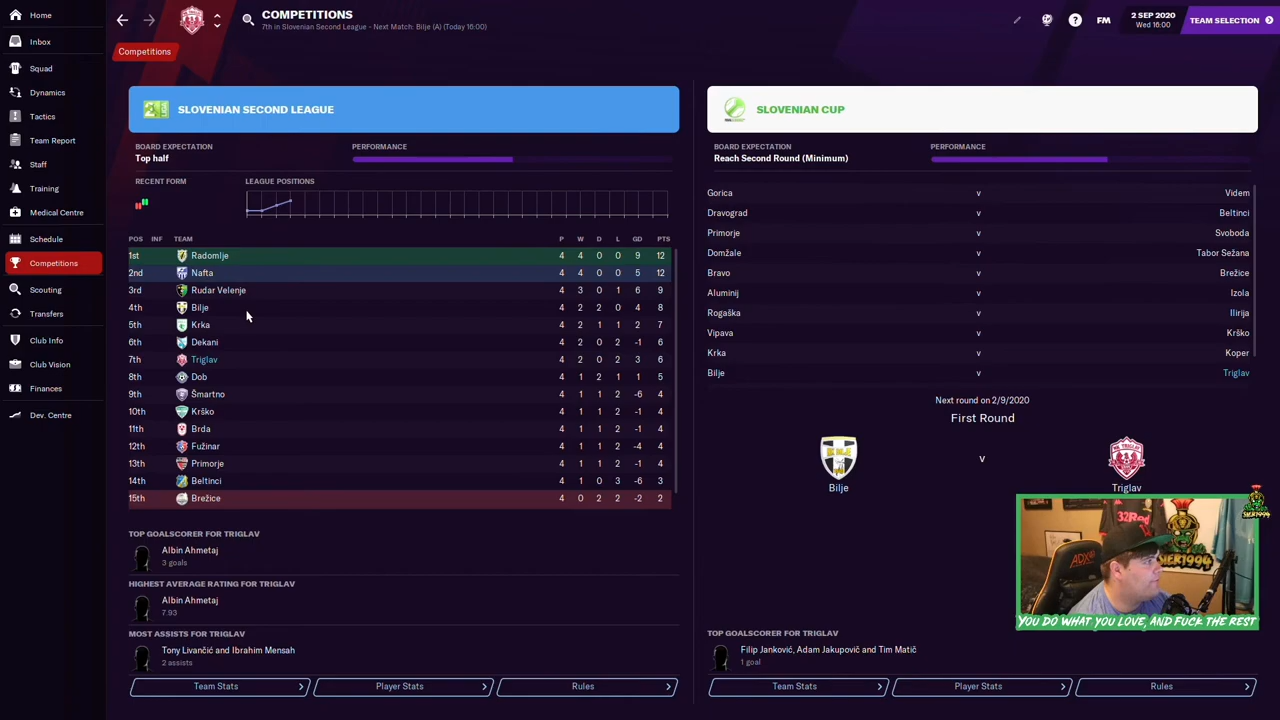 Home
COMPETITIONS
7th in Slovenian Second League - Next Match: Bilje (A) (Today 16:00)
FM
2 SEP 2020
Wed 16:00
TEAM SELECTION
Inbox
Squad
Dynamics
Tactics
Team Report
Staff
Training
Medical Centre
Schedule
Competitions
Scouting
Transfers
Club Info
Club Vision
Finances
Dev. Centre
Competitions
SLOVENIAN SECOND LEAGUE
BOARD EXPECTATION
Top half
PERFORMANCE
RECENT FORM
LEAGUE POSITIONS
POS INF TEAM P W D L GD PTS
1st Radomlje 4 4 0 0 9 12
2nd Nafta 4 4 0 0 5 12
3rd Rudar Velenje 4 3 0 1 6 9
4th Bilje 4 2 2 0 4 8
5th Krka 4 2 1 1 2 7
6th Dekani 4 2 0 2 -1 6
7th Triglav 4 2 0 2 3 6
8th Dob 4 1 2 1 1 5
9th Šmartno 4 1 1 2 -6 4
10th Krško 4 1 1 2 -1 4
11th Brda 4 1 1 2 -1 4
12th Fužinar 4 1 1 2 -4 4
13th Primorje 4 1 1 2 -1 4
14th Beltinci 4 1 0 3 -6 3
15th Brežice 4 0 2 2 -2 2
TOP GOALSCORER FOR TRIGLAV
Albin Ahmetaj
3 goals
HIGHEST AVERAGE RATING FOR TRIGLAV
Albin Ahmetaj
7.93
MOST ASSISTS FOR TRIGLAV
Tony Livančić and Ibrahim Mensah
2 assists
Team Stats
Player Stats
Rules
SLOVENIAN CUP
BOARD EXPECTATION
Reach Second Round (Minimum)
PERFORMANCE
Gorica v Videm
Dravograd v Beltinci
Primorje v Svoboda
Domžale v Tabor Sežana
Bravo v Brežice
Aluminij v Izola
Rogaška v Ilirija
Vipava v Krško
Krka v Koper
Bilje v Triglav
Next round on 2/9/2020
First Round
v
Bilje
Triglav
32Red
ADX
SIER1994
YOU DO WHAT YOU LOVE, AND FUCK THE REST
TOP GOALSCORER FOR TRIGLAV
Filip Janković, Adam Jakupovič and Tim Matič
1 goal
Team Stats
Player Stats
Rules